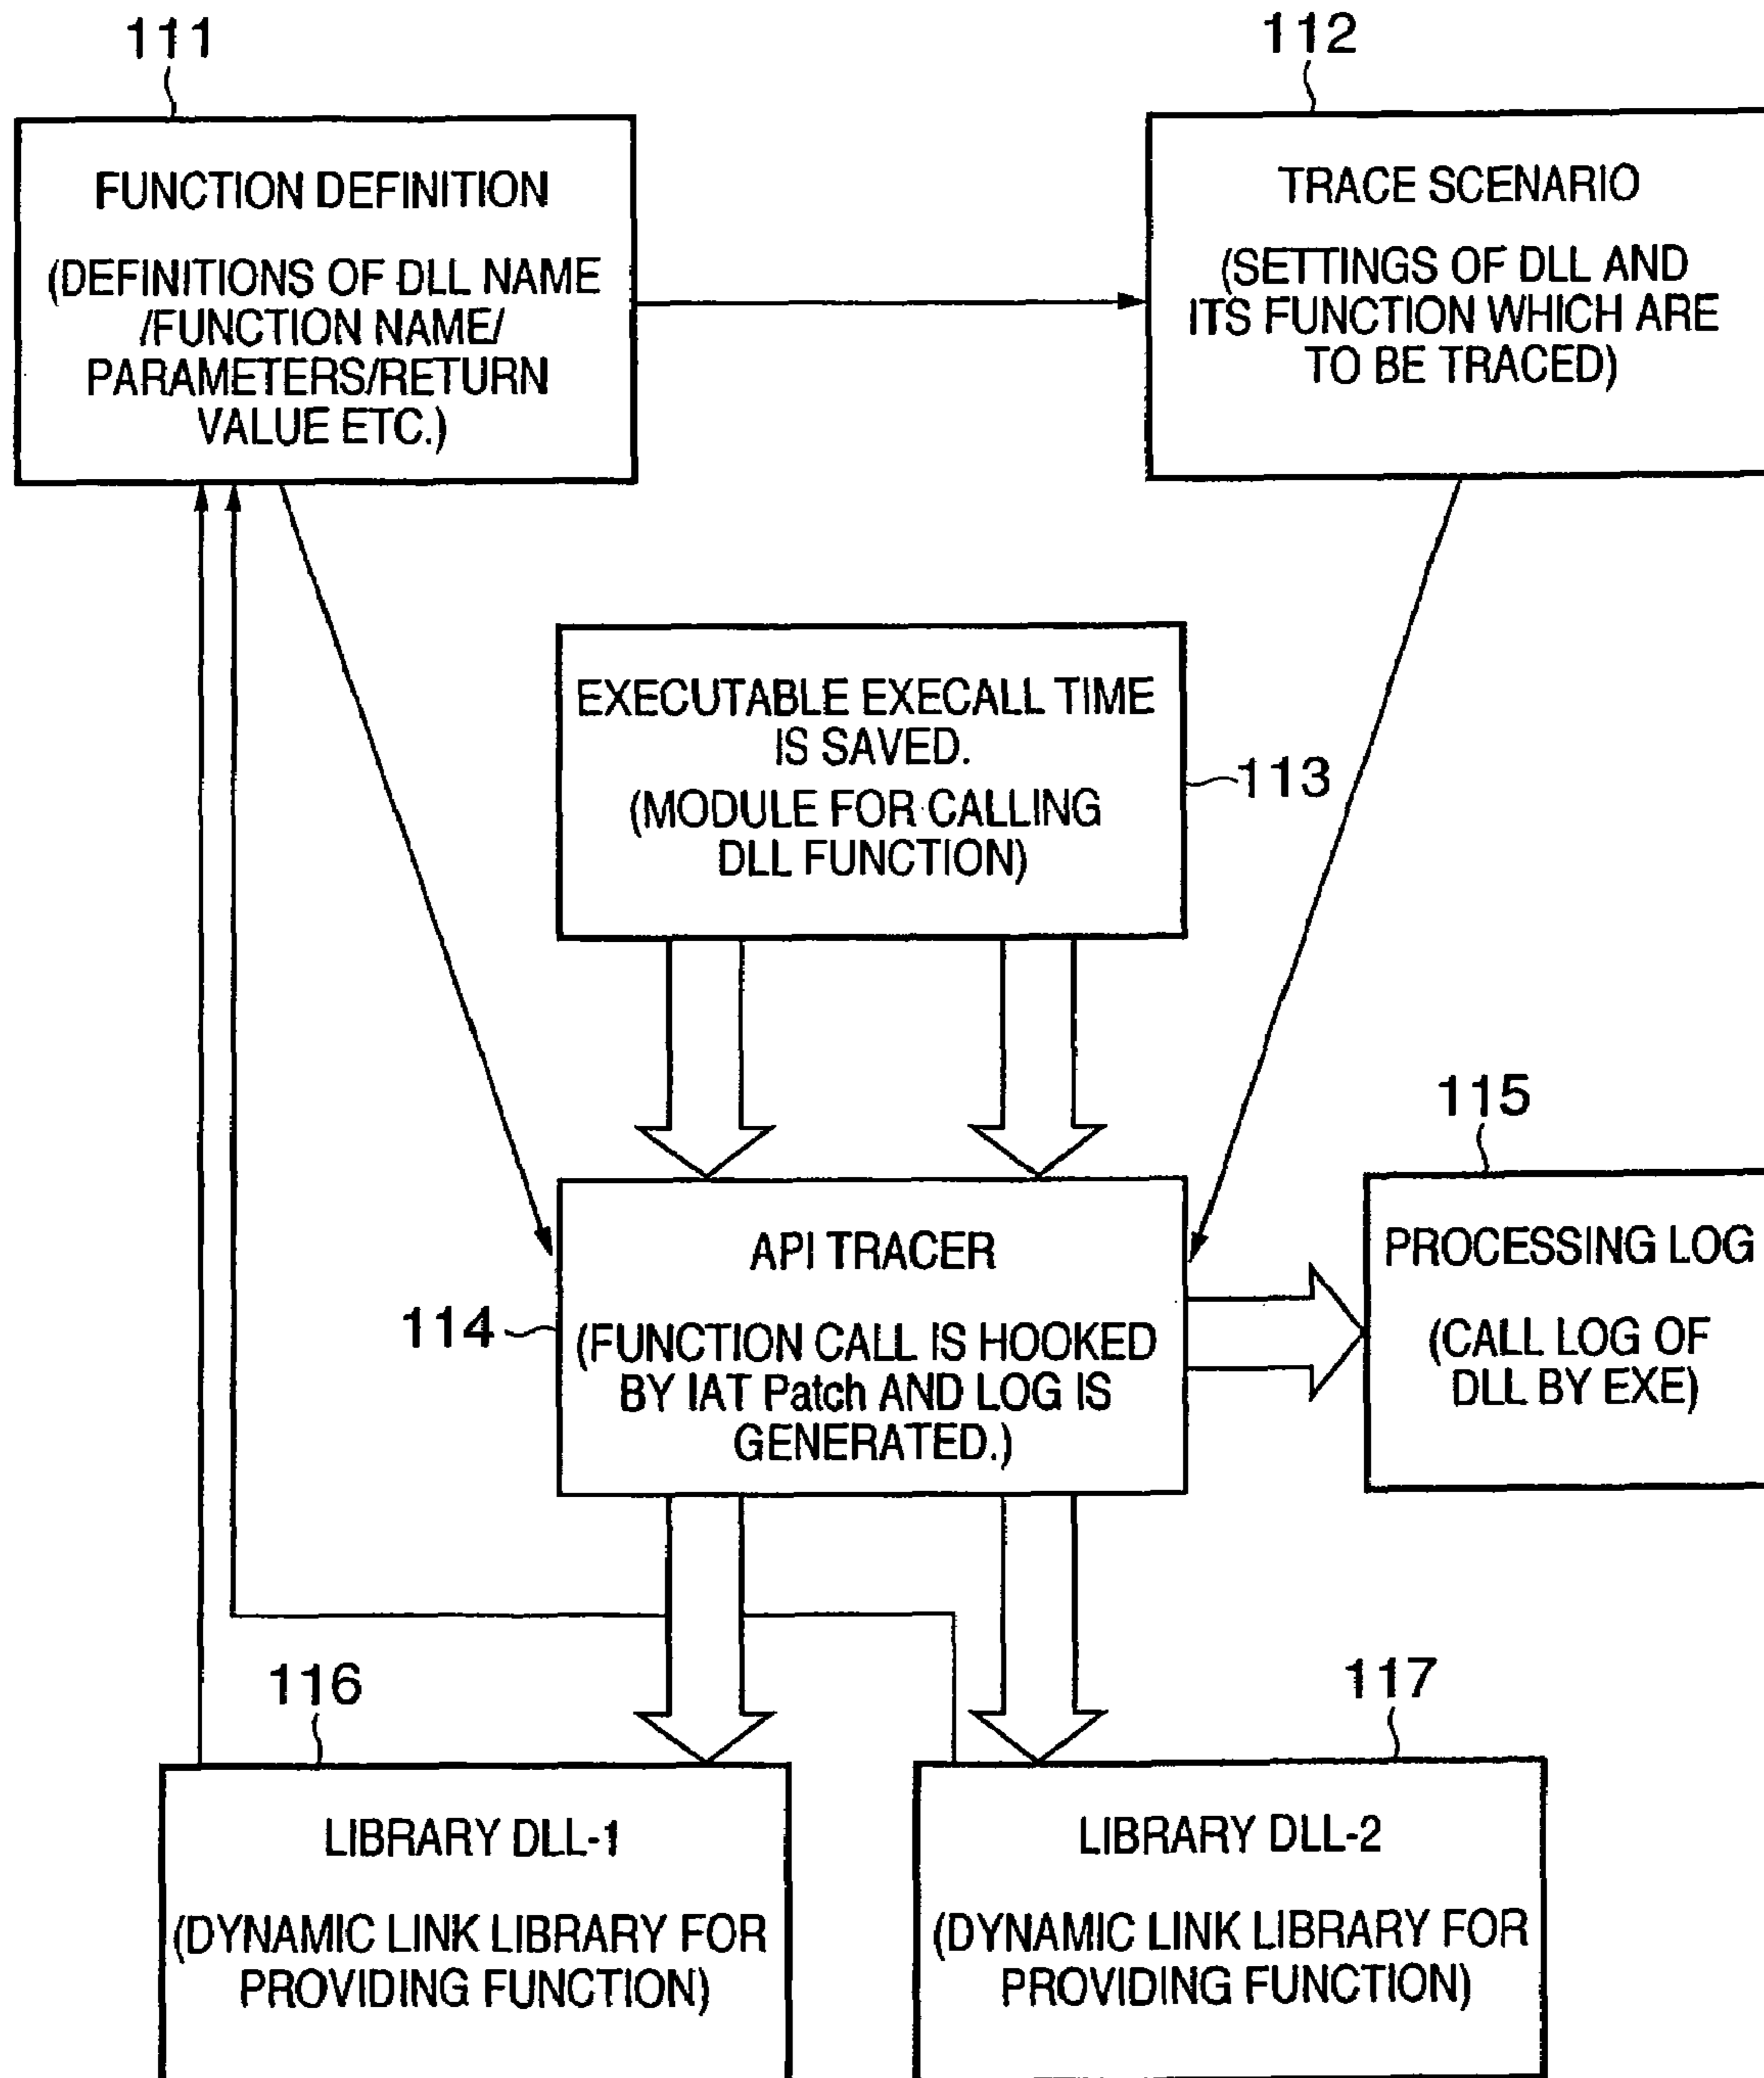 111
FUNCTION DEFINITION
(DEFINITIONS OF DLL NAME
/FUNCTION NAME/
PARAMETERS/RETURN
VALUE ETC.)
112
TRACE SCENARIO
(SETTINGS OF DLL AND
ITS FUNCTION WHICH ARE
TO BE TRACED)
EXECUTABLE EXECALL TIME
IS SAVED.
(MODULE FOR CALLING
DLL FUNCTION)
113
114
API TRACER
(FUNCTION CALL IS HOOKED
BY IAT Patch AND LOG IS
GENERATED.)
115
PROCESSING LOG
(CALL LOG OF
DLL BY EXE)
116
LIBRARY DLL-1
(DYNAMIC LINK LIBRARY FOR
PROVIDING FUNCTION)
117
LIBRARY DLL-2
(DYNAMIC LINK LIBRARY FOR
PROVIDING FUNCTION)